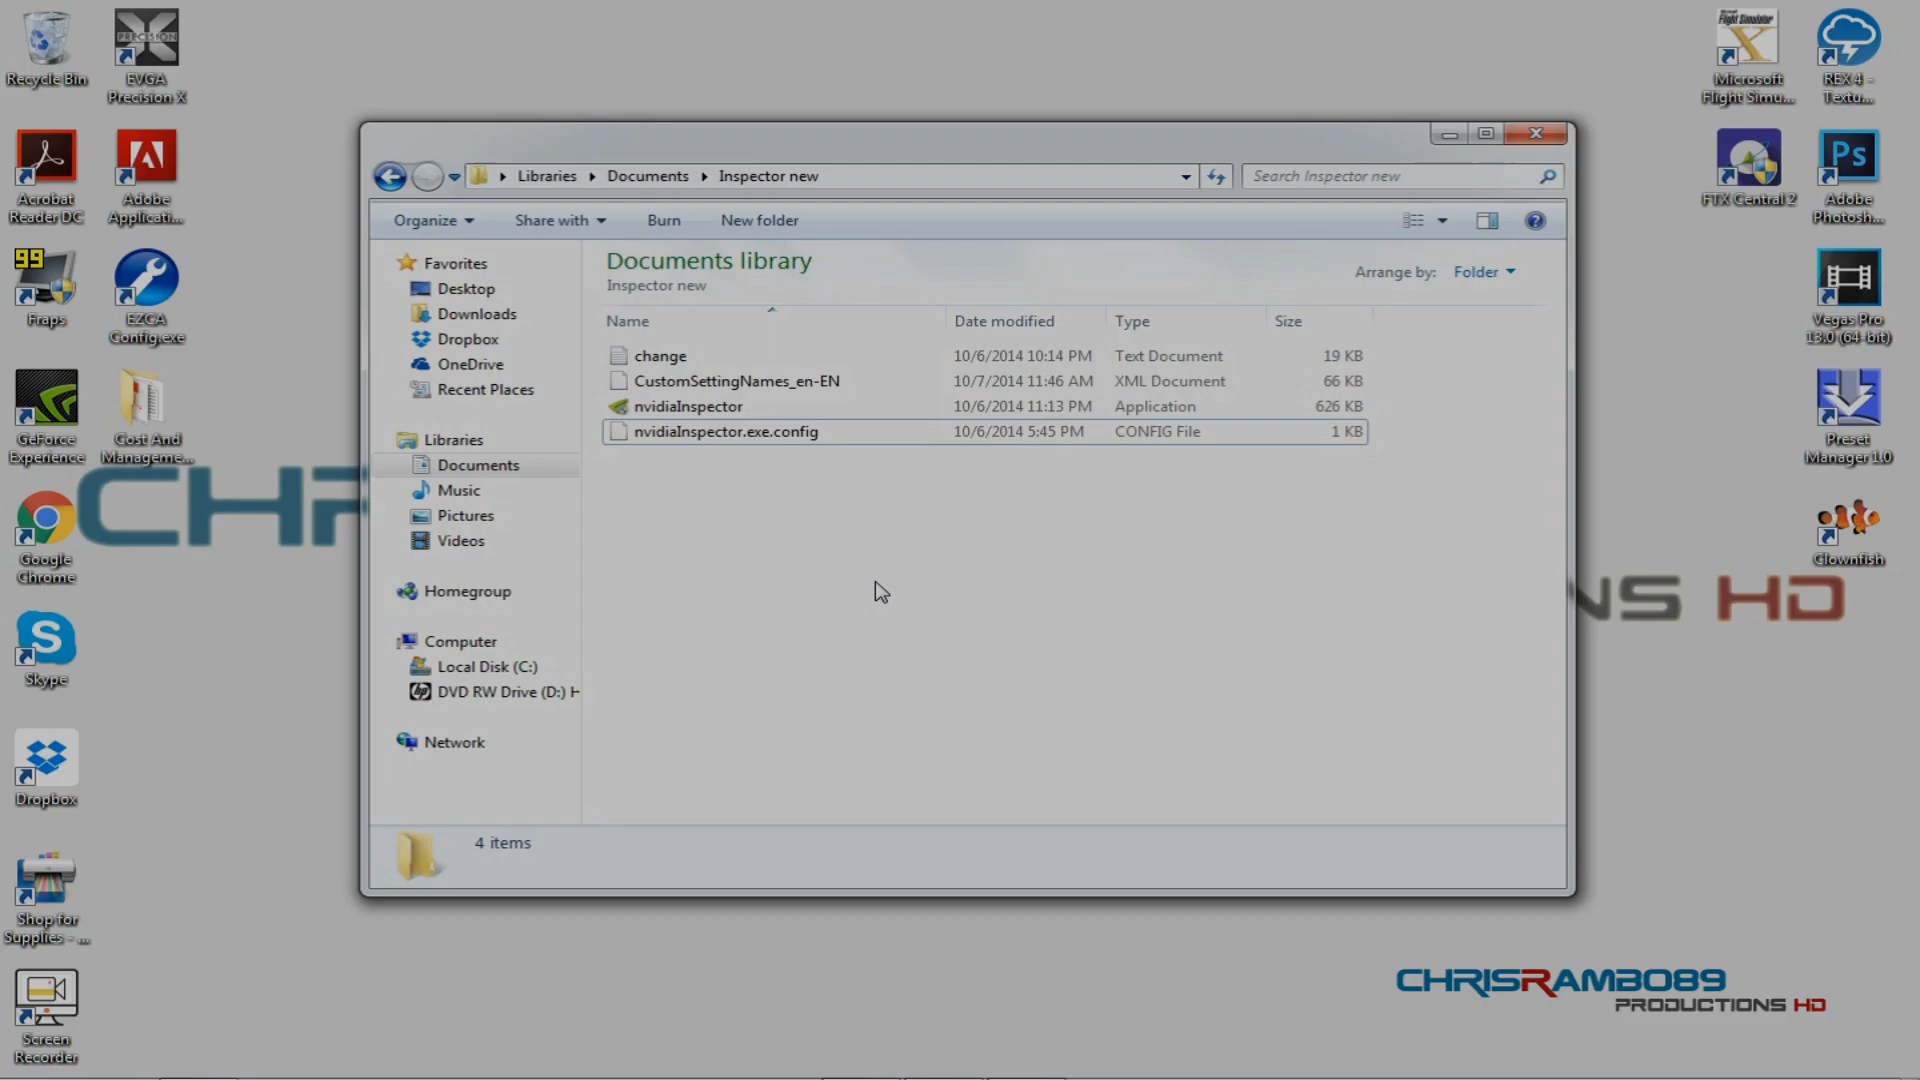 Recycle Bin
EVGA
Precision X
Acrobat
Reader DC
Adobe
Applicati...
99
Fraps
EZCA
Config.exe
GeForce
Experience
Cost And
Manageme...
Google
Chrome
Skype
Dropbox
Shop for
Supplies - ...
Screen
Recorder
Libraries
Documents
Inspector new
Search Inspector new
Organize
Share with
Burn
New folder
Favorites
Desktop
Downloads
Dropbox
OneDrive
Recent Places
Libraries
Documents
Music
Pictures
Videos
Homegroup
Computer
Local Disk (C:)
DVD RW Drive (D:) H
Network
Documents library
Inspector new
Arrange by: Folder
Name Date modified Type Size
change 10/6/2014 10:14 PM Text Document 19 KB
CustomSettingNames_en-EN 10/7/2014 11:46 AM XML Document 66 KB
nvidiaInspector 10/6/2014 11:13 PM Application 626 KB
nvidiaInspector.exe.config 10/6/2014 5:45 PM CONFIG File 1 KB
4 items
Microsoft
Flight Simu...
REX 4 -
Textu...
FTX Central 2
Ps
Adobe
Photosh...
Vegas Pro
13.0 (64-bit)
Preset
Manager 1.0
Clownfish
CHR
NS HD
CHRISRAMBO89
PRODUCTIONS HD